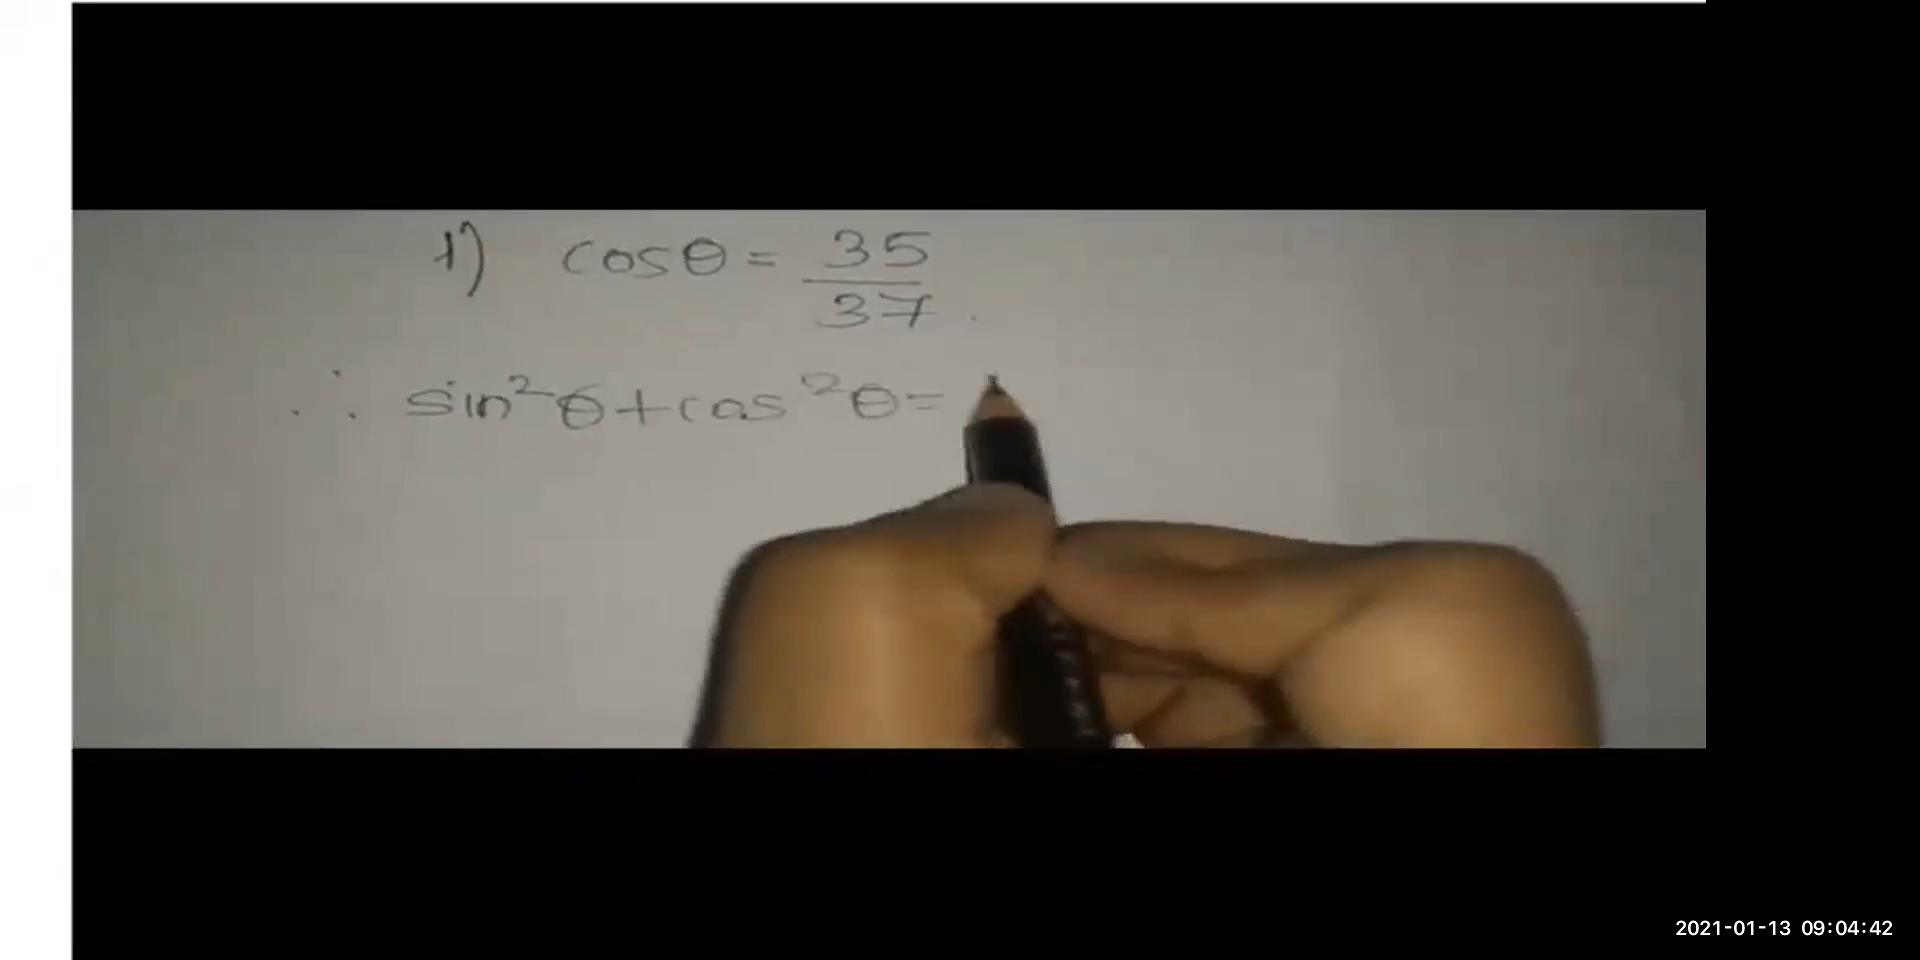 1) cosθ = 35/37.
∴ sin²θ + cos²θ =
2021-01-13 09:04:42